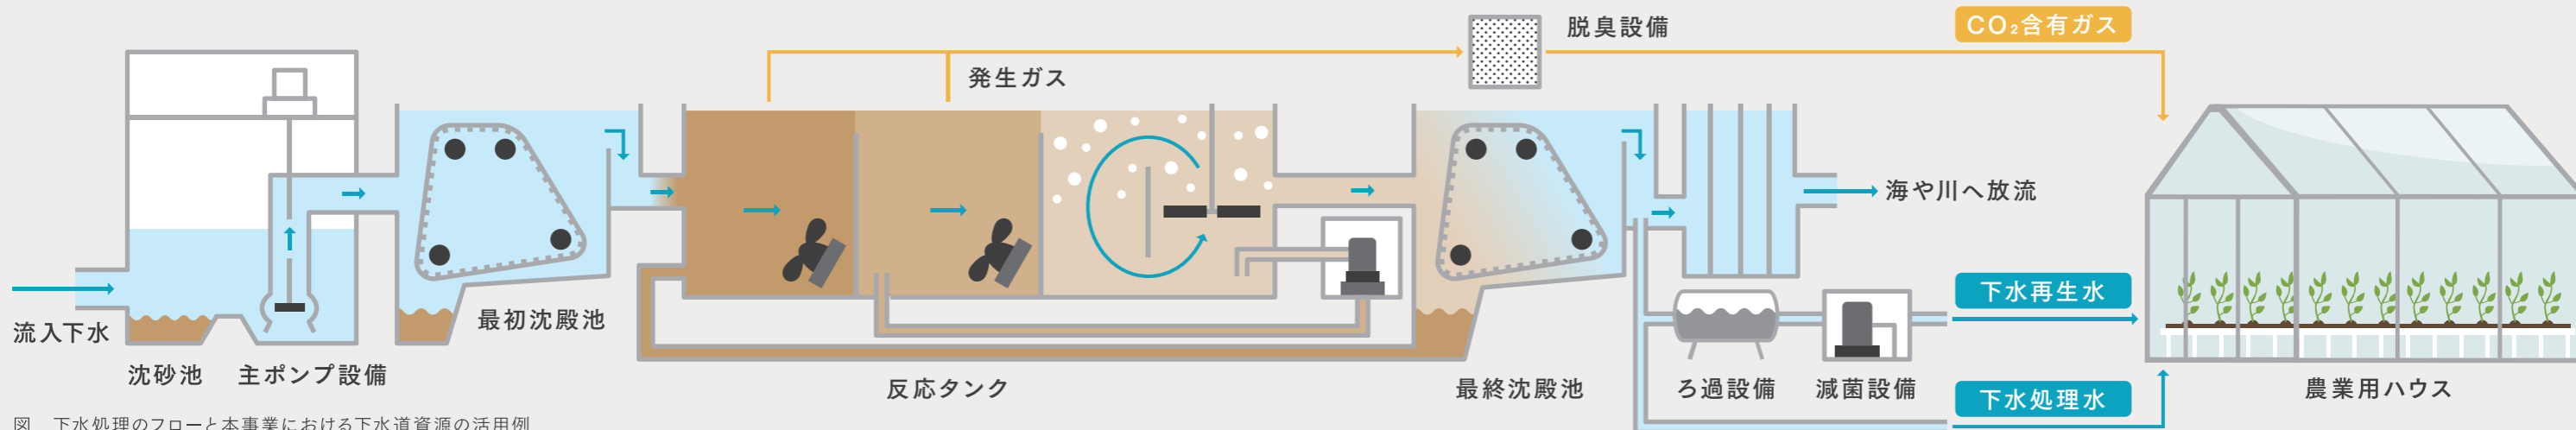 脱臭設備
CO₂含有ガス
発生ガス
海や川へ放流
下水再生水
流入下水
最初沈殿池
沈砂池
主ポンプ設備
反応タンク
最終沈殿池
ろ過設備
滅菌設備
下水処理水
農業用ハウス
図 下水処理のフローと本事業における下水道資源の活用例